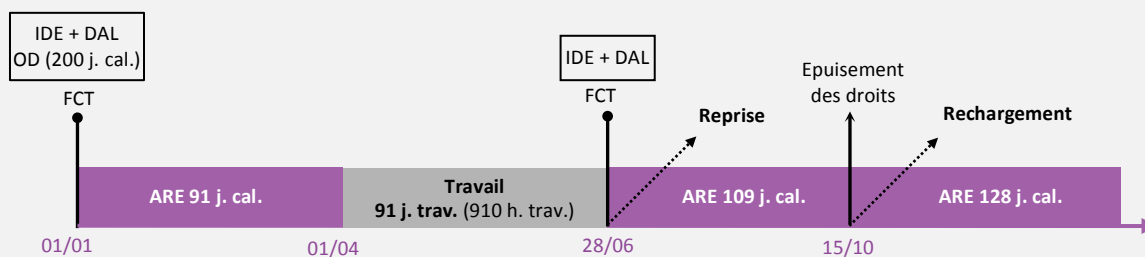 IDE + DAL
OD (200 j. cal.)
FCT
IDE + DAL
FCT
Epuisement
des droits
Reprise
Rechargement
ARE 91 j. cal.
Travail
91 j. trav. (910 h. trav.)
ARE 109 j. cal.
ARE 128 j. cal.
01/01
01/04
28/06
15/10